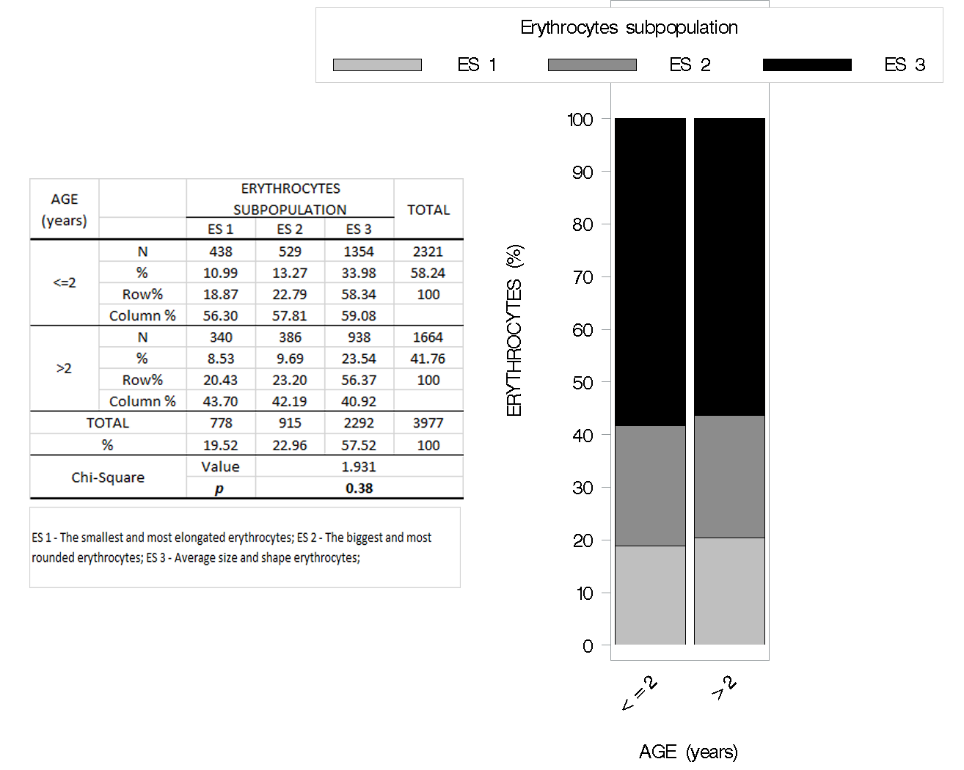 Erythrocytes subpopulation
ES 1 ES 2 ES 3
AGE (years) ERYTHROCYTES SUBPOPULATION TOTAL
ES 1 ES 2 ES 3
<=2
N 438 529 1354 2321
% 10.99 13.27 33.98 58.24
Row% 18.87 22.79 58.34 100
Column % 56.30 57.81 59.08
>2
N 340 386 938 1664
% 8.53 9.69 23.54 41.76
Row% 20.43 23.20 56.37 100
Column % 43.70 42.19 40.92
TOTAL 778 915 2292 3977
% 19.52 22.96 57.52 100
Chi-Square
Value 1.931
p 0.38
ES 1 - The smallest and most elongated erythrocytes; ES 2 - The biggest and most
rounded erythrocytes; ES 3 - Average size and shape erythrocytes;
ERYTHROCYTES (%)
100
90
80
70
60
50
40
30
20
10
0
<=2 >2
AGE (years)